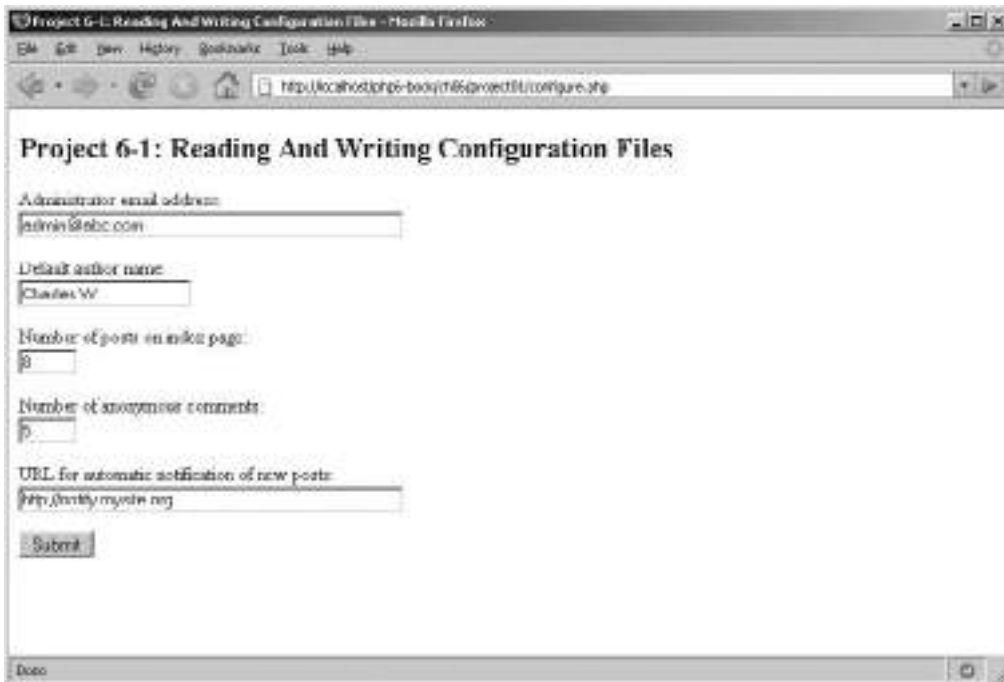 Project 6-1: Reading And Writing Configuration Files - Mozilla Firefox
File Edit View History Bookmarks Tools Help
http://localhost/php6-book/ch06/project01/configure.php
Project 6-1: Reading And Writing Configuration Files
Administrator email address:
admin@abc.com
Default author name:
Charles W
Number of posts on index page:
8
Number of anonymous comments:
5
URL for automatic notification of new posts:
http://notify.mysite.org
Submit
Done